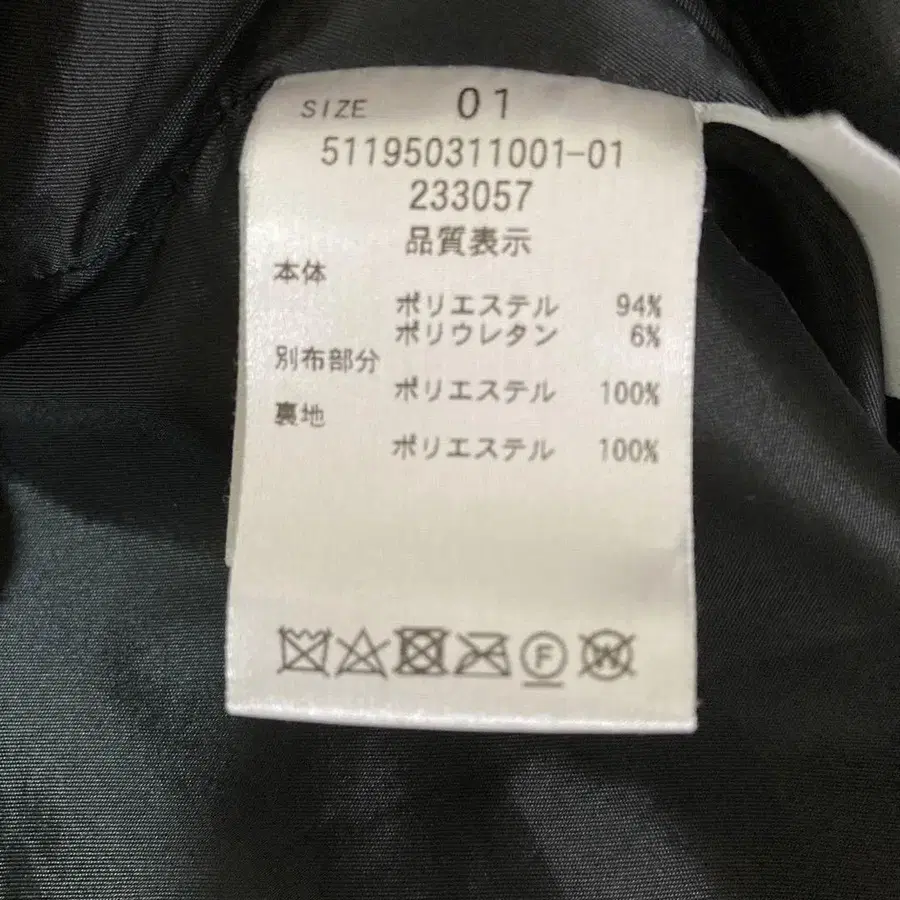 SIZE 01
511950311001-01
233057
品質表示
本体
ポリエステル 94%
ポリウレタン 6%
別布部分
ポリエステル 100%
裏地
ポリエステル 100%
F
W